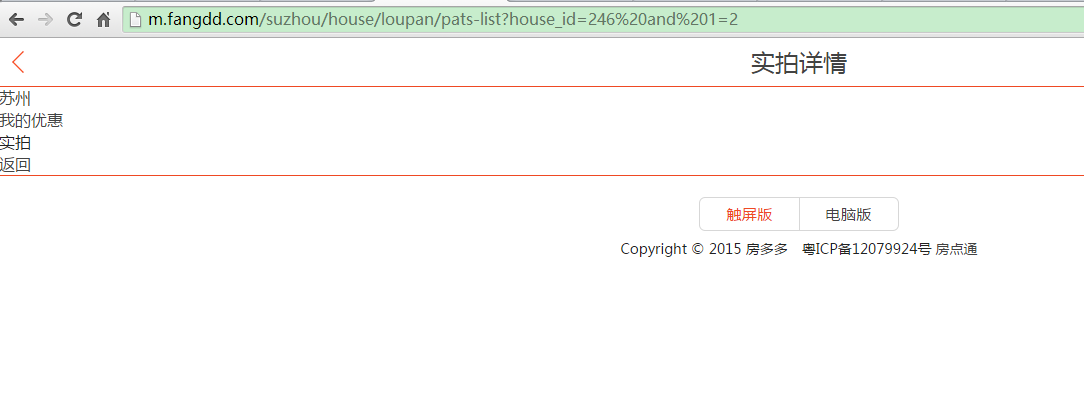 m.fangdd.com/suzhou/house/loupan/pats-list?house_id=246%20and%201=2
实拍详情
苏州
我的优惠
实拍
返回
触屏版 电脑版
Copyright © 2015 房多多 粤ICP备12079924号 房点通